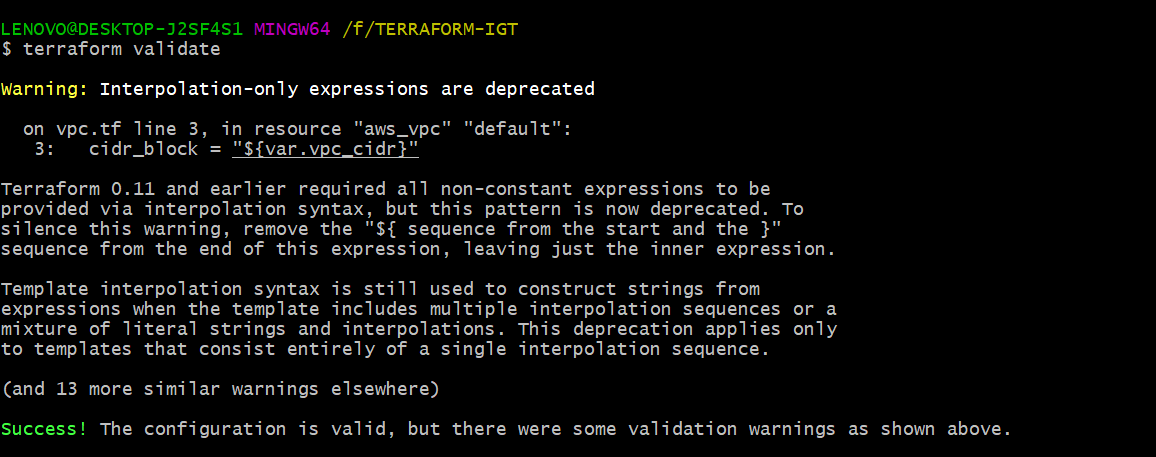 LENOVO@DESKTOP-J2SF4S1 MINGW64 /f/TERRAFORM-IGT
$ terraform validate
Warning: Interpolation-only expressions are deprecated
on vpc.tf line 3, in resource "aws_vpc" "default":
3: cidr_block = "${var.vpc_cidr}"
Terraform 0.11 and earlier required all non-constant expressions to be
provided via interpolation syntax, but this pattern is now deprecated. To
silence this warning, remove the "${ sequence from the start and the }"
sequence from the end of this expression, leaving just the inner expression.
Template interpolation syntax is still used to construct strings from
expressions when the template includes multiple interpolation sequences or a
mixture of literal strings and interpolations. This deprecation applies only
to templates that consist entirely of a single interpolation sequence.
(and 13 more similar warnings elsewhere)
Success! The configuration is valid, but there were some validation warnings as shown above.